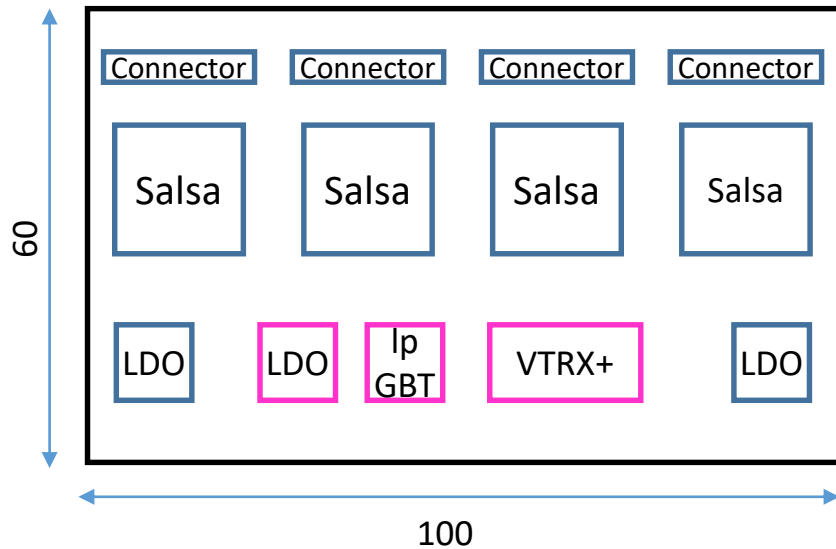 Connector Connector Connector Connector
Salsa Salsa Salsa Salsa
60
LDO LDO lp GBT VTRX+ LDO
100